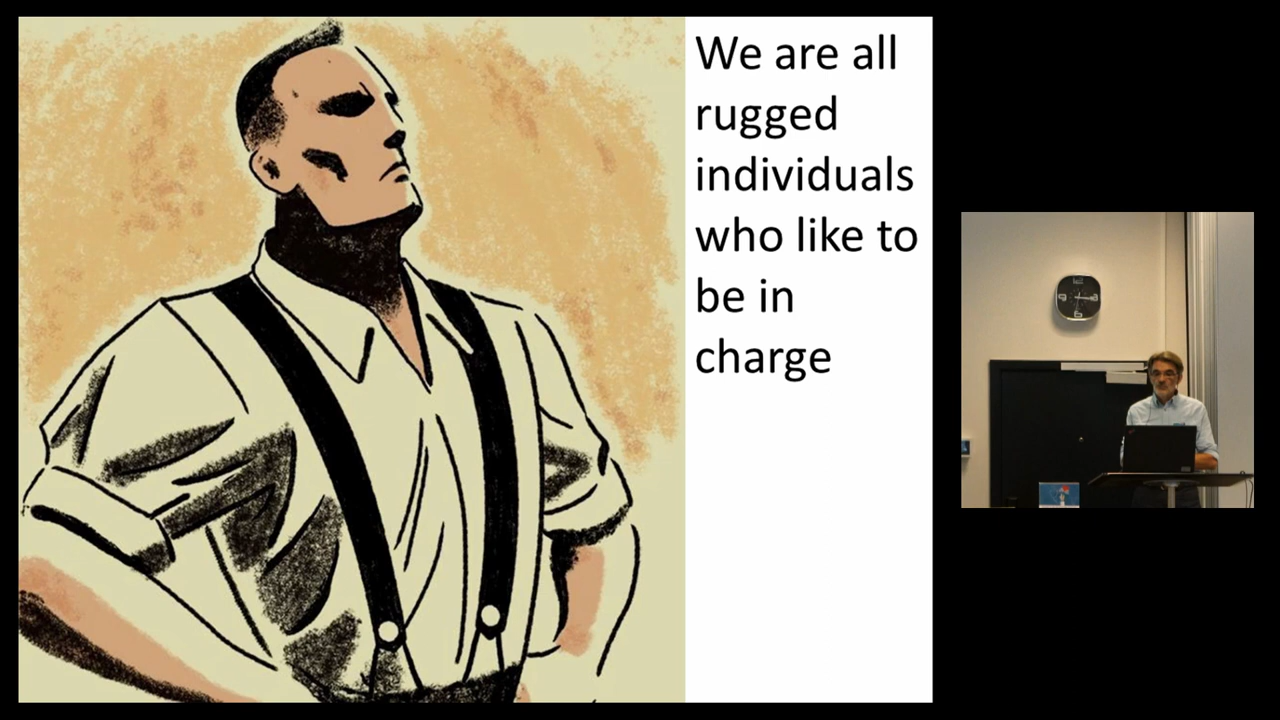 We are all
rugged
individuals
who like to
be in
charge